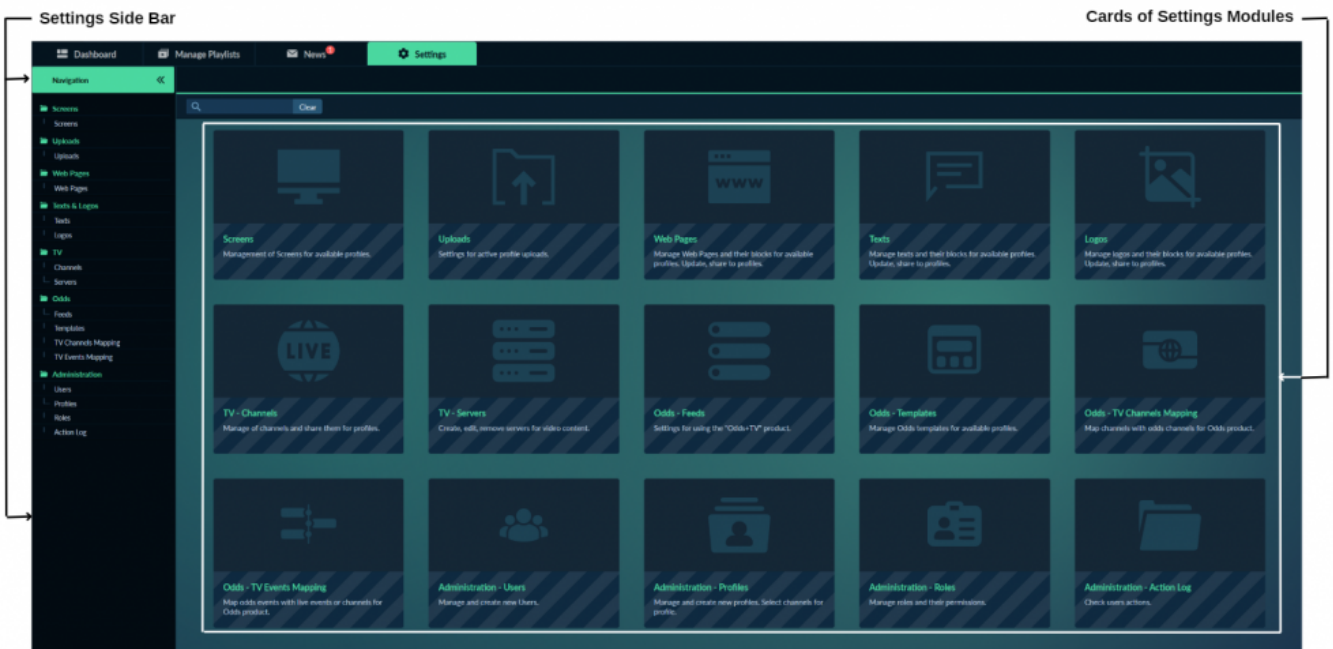 Settings Side Bar
Cards of Settings Modules
Dashboard
Manage Playlists
News
1
Settings
Navigation
Clear
Screens
Screens
Uploads
Uploads
Web Pages
Web Pages
Texts & Logos
Texts
Logos
TV
Channels
Servers
Odds
Feeds
Templates
TV Channels Mapping
TV Events Mapping
Administration
Users
Profiles
Roles
Action Log
Screens
Management of Screens for available profiles.
Uploads
Settings for active profile uploads.
WWW
Web Pages
Manage Web Pages and their blocks for available
profiles. Update, share to profiles.
Texts
Manage texts and their blocks for available profiles.
Update, share to profiles.
Logos
Manage logos and their blocks for available profiles.
Update, share to profiles.
LIVE
TV - Channels
Manage of channels and share them for profiles.
TV - Servers
Create, edit, remove servers for video content.
Odds - Feeds
Settings for using the "Odds+TV" product.
Odds - Templates
Manage Odds templates for available profiles.
Odds - TV Channels Mapping
Map channels with odds channels for Odds product.
Odds - TV Events Mapping
Map odds events with live events or channels for
Odds product.
Administration - Users
Manage and create new Users.
Administration - Profiles
Manage and create new profiles. Select channels for
profile.
Administration - Roles
Manage roles and their permissions.
Administration - Action Log
Check users actions.